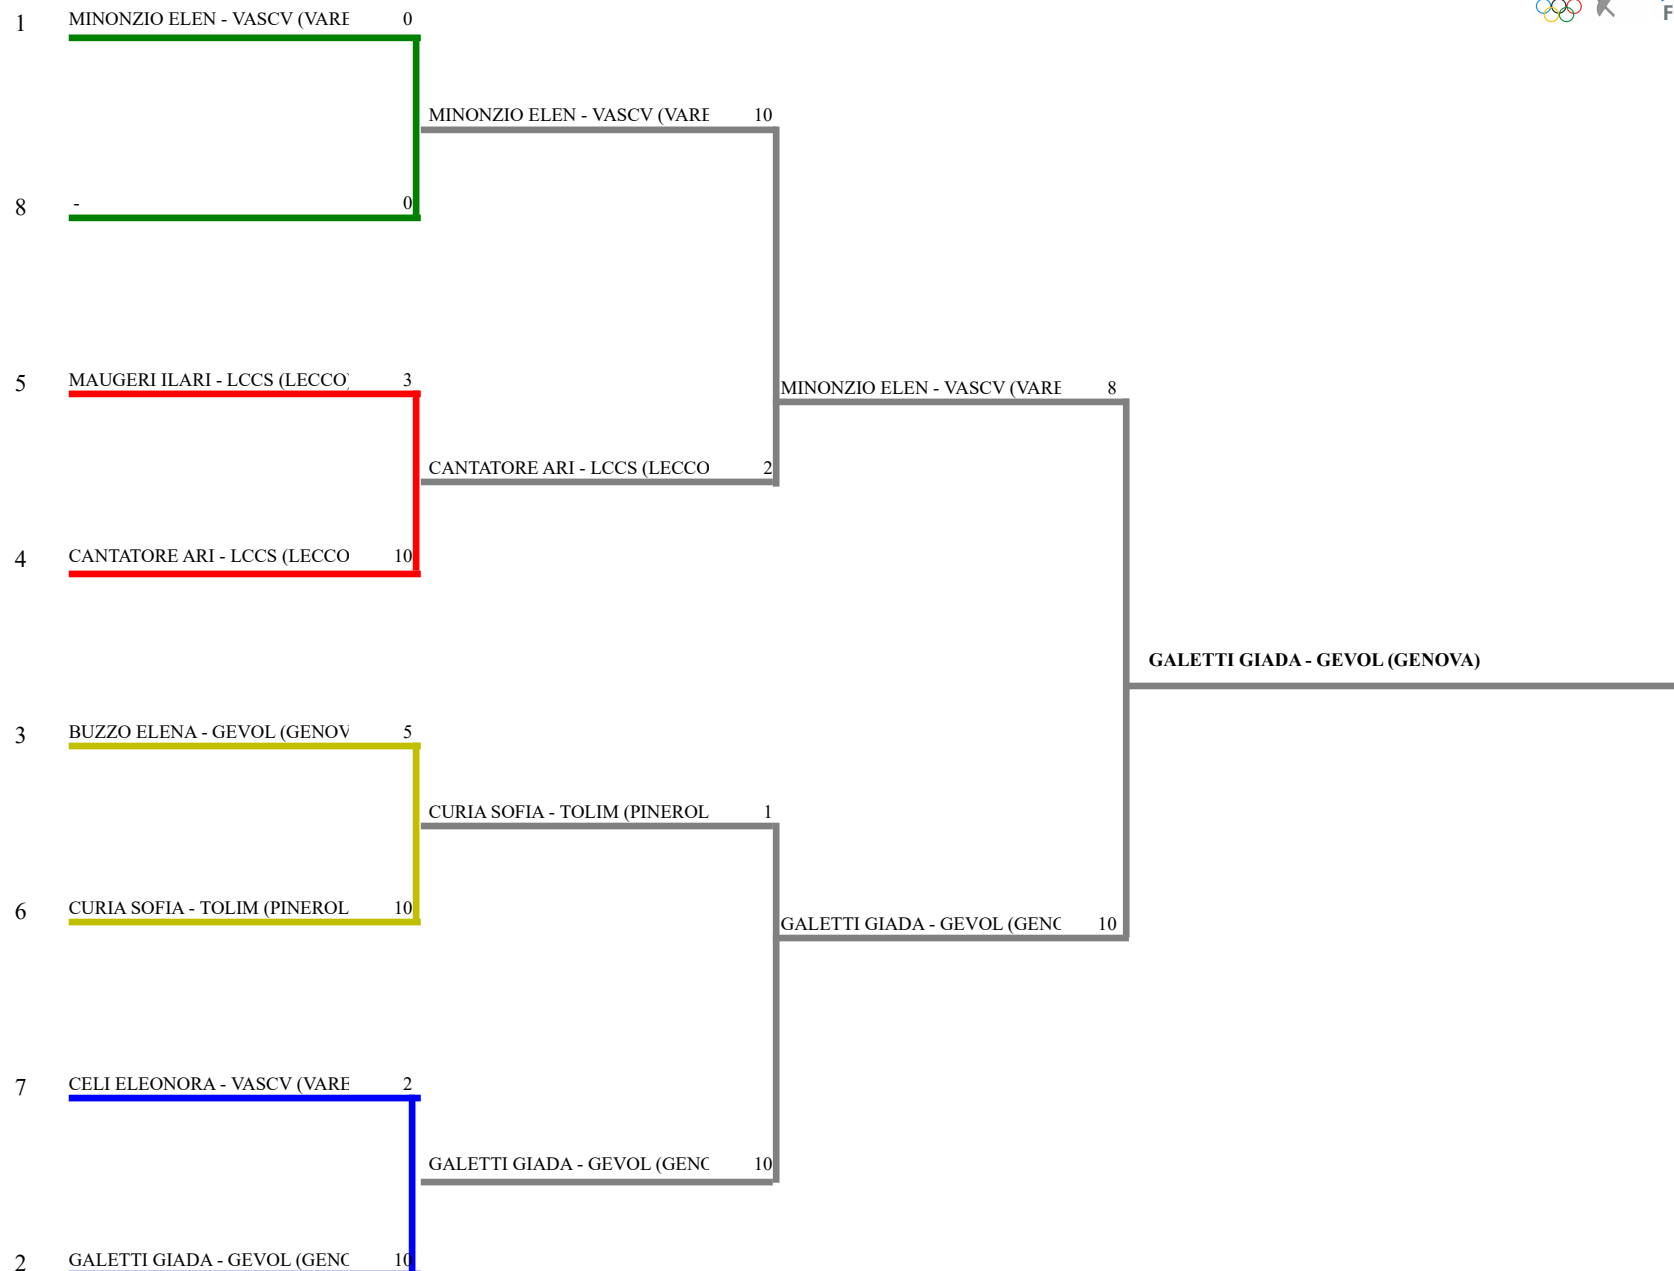 1 MINONZIO ELEN - VASCV (VARE 0
F
MINONZIO ELEN - VASCV (VARE 10
8 - 0
5 MAUGERI ILARI - LCCS (LECCO) 3
MINONZIO ELEN - VASCV (VARE 8
CANTATORE ARI - LCCS (LECCO 2
4 CANTATORE ARI - LCCS (LECCO 10
GALETTI GIADA - GEVOL (GENOVA)
3 BUZZO ELENA - GEVOL (GENOV 5
CURIA SOFIA - TOLIM (PINEROL 1
6 CURIA SOFIA - TOLIM (PINEROL 10
GALETTI GIADA - GEVOL (GENO 10
7 CELI ELEONORA - VASCV (VARE 2
GALETTI GIADA - GEVOL (GENO 10
2 GALETTI GIADA - GEVOL (GENO 10